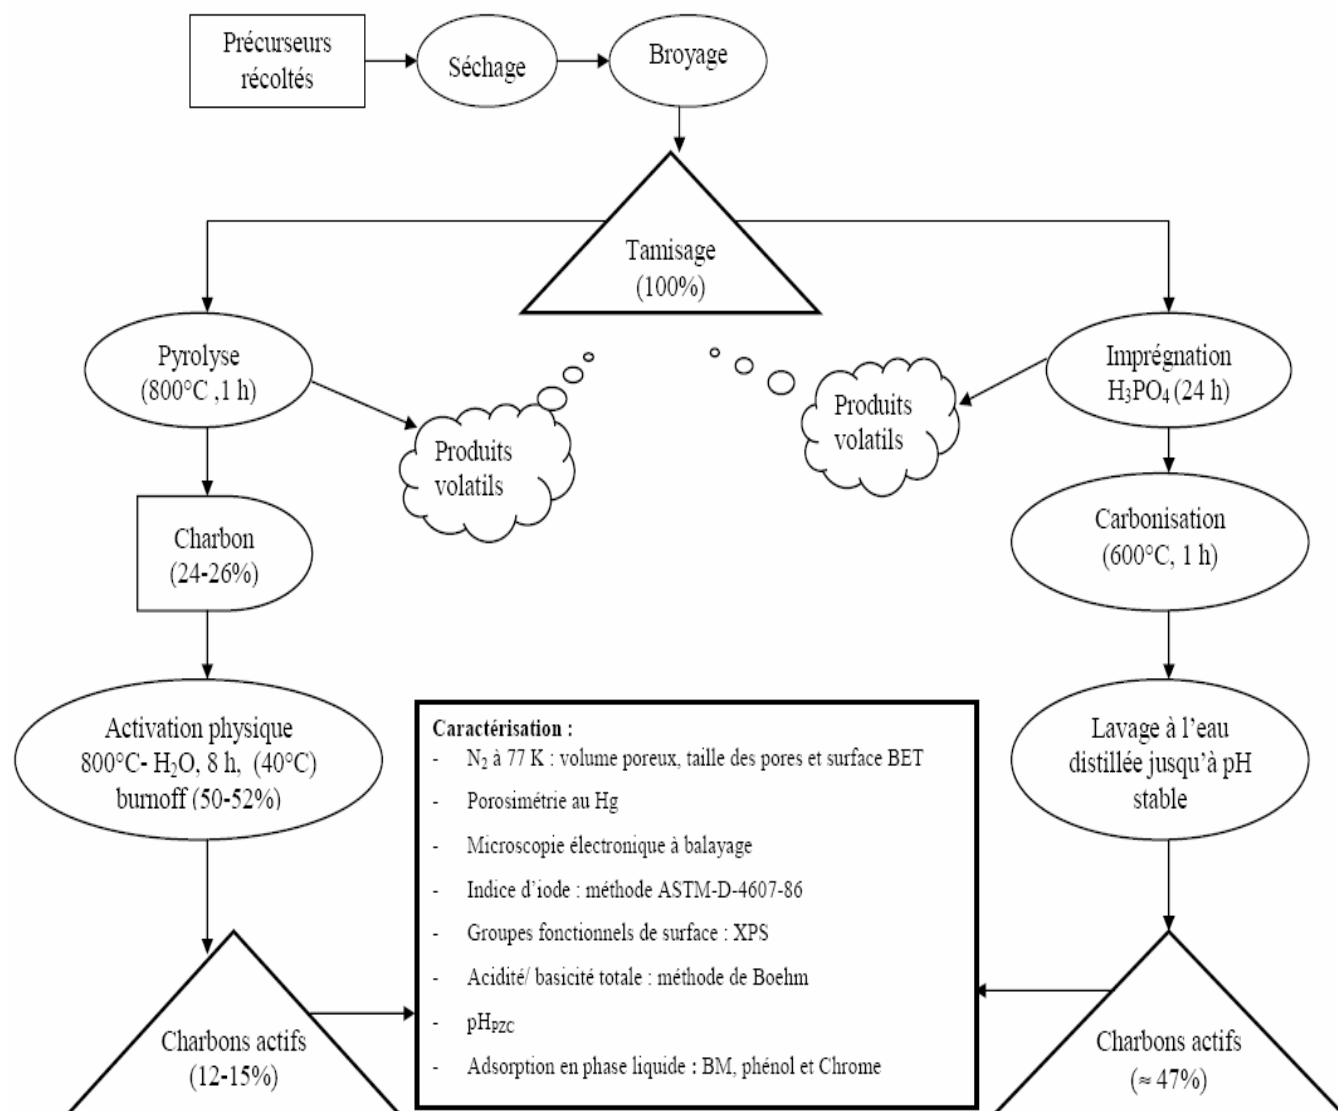 Précurseurs
récoltés
Séchage
Broyage
Tamisage
(100%)
Pyrolyse
(800°C ,1 h)
Produits
volatils
Produits
volatils
Imprégnation
H₃PO₄ (24 h)
Charbon
(24-26%)
Carbonisation
(600°C, 1 h)
Activation physique
800°C- H₂O, 8 h, (40°C)
burnoff (50-52%)
Caractérisation :
- N₂ à 77 K : volume poreux, taille des pores et surface BET
- Porosimétrie au Hg
- Microscopie électronique à balayage
- Indice d’iode : méthode ASTM-D-4607-86
- Groupes fonctionnels de surface : XPS
- Acidité/ basicité totale : méthode de Boehm
- pHPZC
- Adsorption en phase liquide : BM, phénol et Chrome
Lavage à l’eau
distillée jusqu’à pH
stable
Charbons actifs
(12-15%)
Charbons actifs
(≈ 47%)